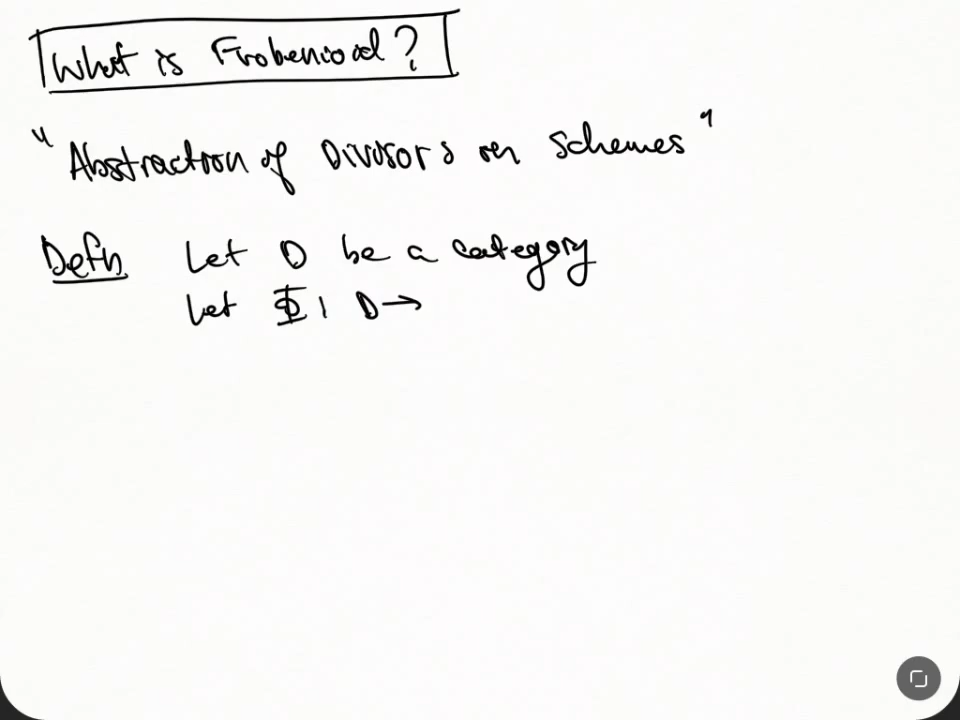 What is Frobenioid?
"Abstraction of Divisors on Schemes"
Defn Let D be a category
Let Φ : D →